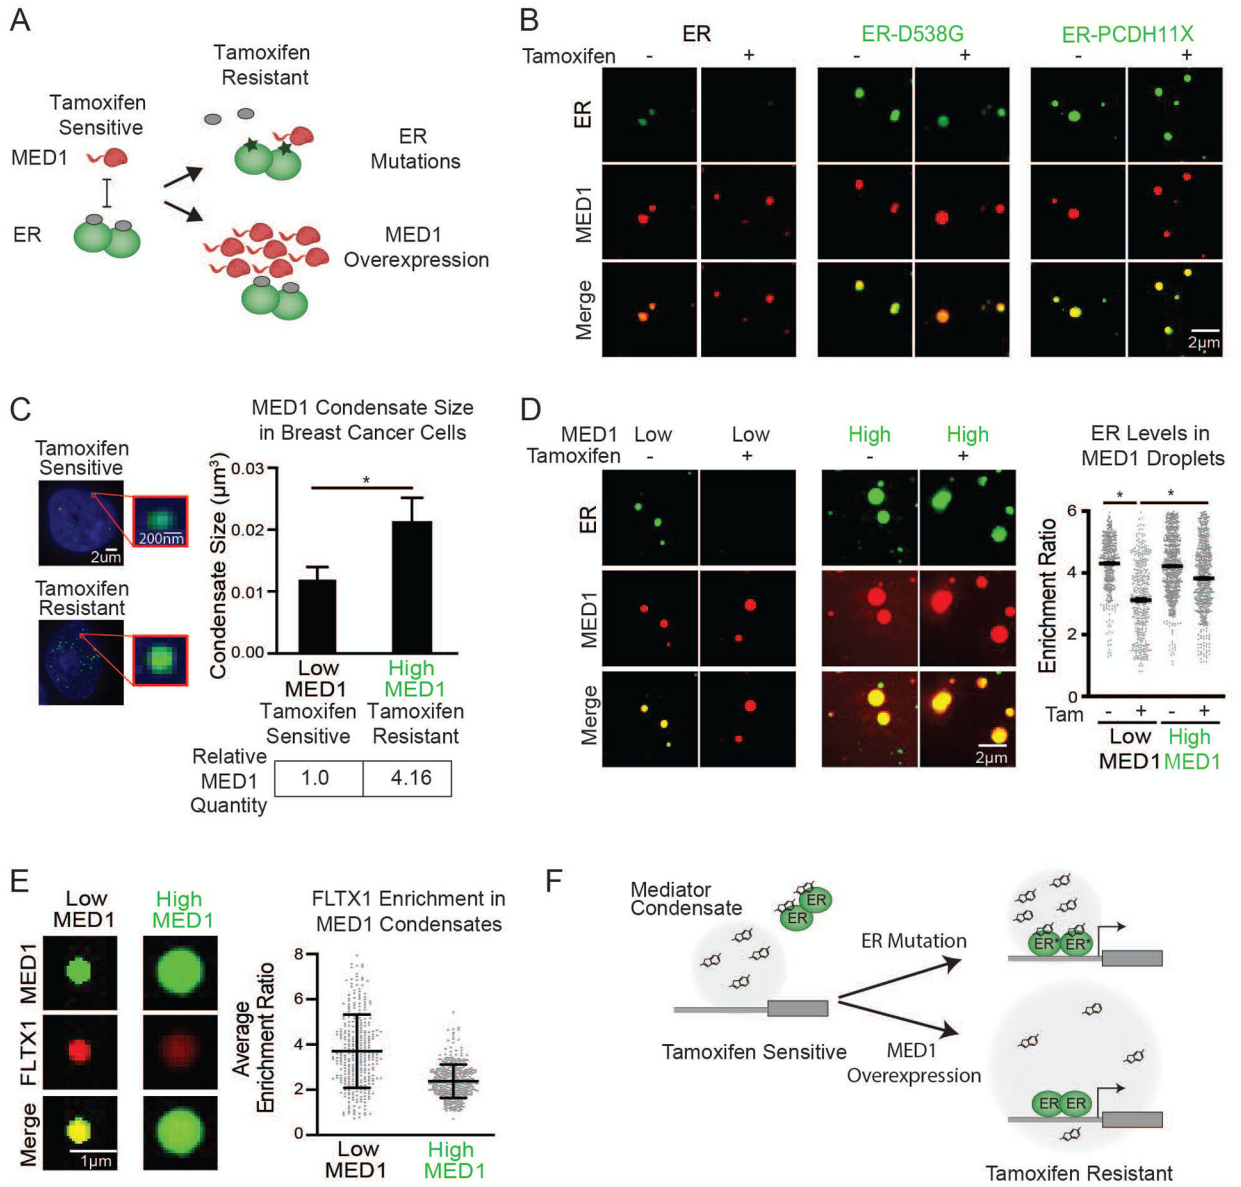 A
Tamoxifen
Resistant
Tamoxifen
Sensitive
MED1
ER
ER
Mutations
MED1
Overexpression
B
ER
ER-D538G
ER-PCDH11X
Tamoxifen - + - + - +
ER
MED1
Merge
2µm
C
MED1 Condensate Size
in Breast Cancer Cells
Tamoxifen
Sensitive
2um
200nm
Tamoxifen
Resistant
Condensate Size (µm³)
0.03
0.02
0.01
0.00
*
Low
MED1
Tamoxifen
Sensitive
High
MED1
Tamoxifen
Resistant
Relative
MED1
Quantity
1.0
4.16
D
MED1 Low Low High High
Tamoxifen - + - +
ER
MED1
Merge
2µm
ER Levels in
MED1 Droplets
* *
Enrichment Ratio
6
4
2
0
Tam - + - +
Low
MED1
High
MED1
E
Low
MED1
High
MED1
MED1
FLTX1
Merge
1µm
FLTX1 Enrichment in
MED1 Condensates
Average
Enrichment Ratio
8
6
4
2
0
Low
MED1
High
MED1
F
Mediator
Condensate
ER
ER
Tamoxifen Sensitive
ER Mutation
MED1
Overexpression
ER* ER*
ER ER
Tamoxifen Resistant